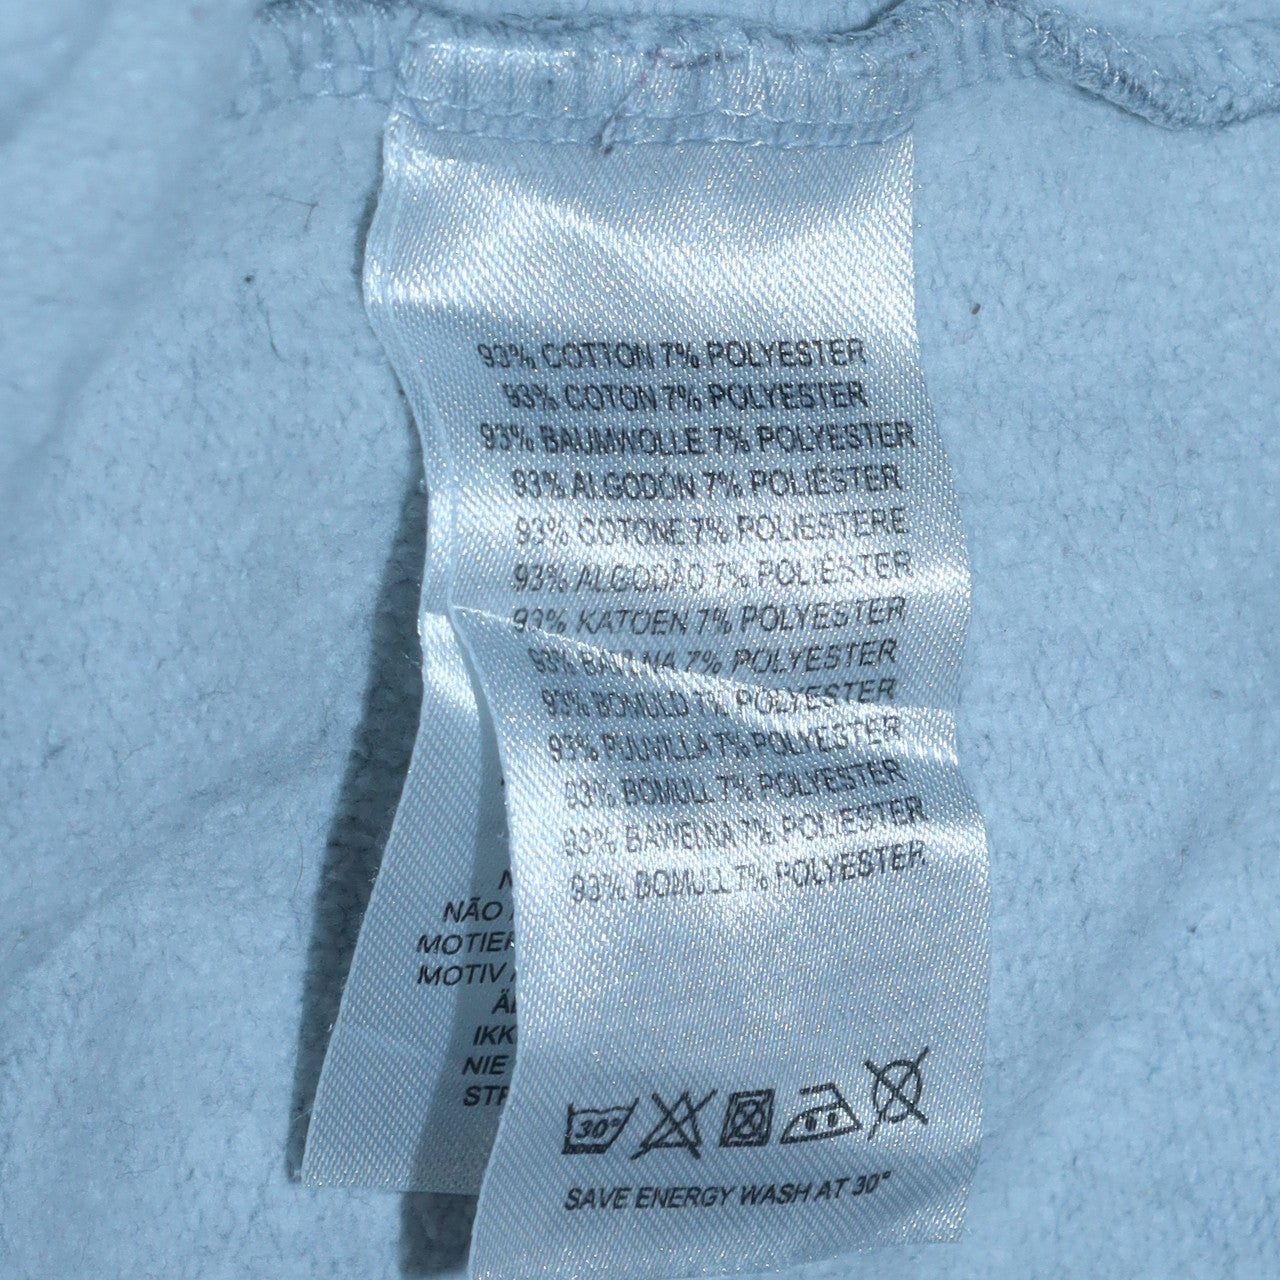 93% COTTON 7% POLYESTER
93% COTON 7% POLYESTER
93% BAUMWOLLE 7% POLYESTER
93% ALGODÓN 7% POLIÉSTER
93% COTONE 7% POLIESTERE
93% ALGODÃO 7% POLIÉSTER
93% KATOEN 7% POLYESTER
93% BAVLNA 7% POLYESTER
93% BOMULD 7% POLYESTER
93% PUUVILLA 7% POLYESTER
93% BOMULL 7% POLYESTER
93% BAWEŁNA 7% POLIESTER
93% BOMULL 7% POLYESTER
NÃO
MOTIEF
MOTIV
IKK
NIE
30°
SAVE ENERGY WASH AT 30°